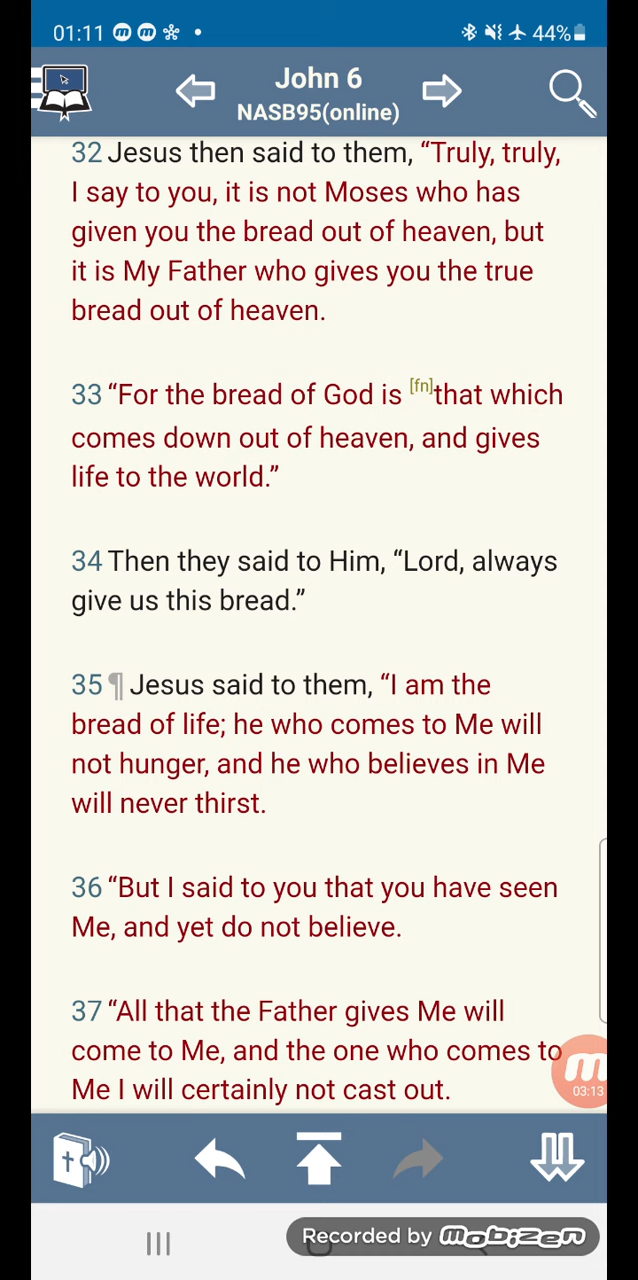 01:11
44%
John 6
NASB95(online)
32 Jesus then said to them, “Truly, truly,
I say to you, it is not Moses who has
given you the bread out of heaven, but
it is My Father who gives you the true
bread out of heaven.
33 “For the bread of God is [fn]that which
comes down out of heaven, and gives
life to the world.”
34 Then they said to Him, “Lord, always
give us this bread.”
35 ¶ Jesus said to them, “I am the
bread of life; he who comes to Me will
not hunger, and he who believes in Me
will never thirst.
36 “But I said to you that you have seen
Me, and yet do not believe.
37 “All that the Father gives Me will
come to Me, and the one who comes to
Me I will certainly not cast out.
m
03:13
Recorded by mobizen